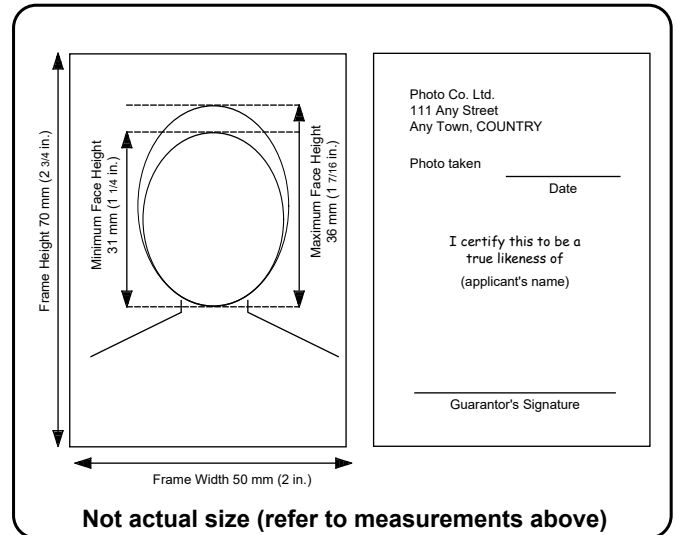 Frame Height 70 mm (2 3/4 in.)
Minimum Face Height
31 mm (1 1/4 in.)
Maximum Face Height
36 mm (1 7/16 in.)
Frame Width 50 mm (2 in.)
Photo Co. Ltd.
111 Any Street
Any Town, COUNTRY
Photo taken
Date
I certify this to be a
true likeness of
(applicant's name)
Guarantor's Signature
Not actual size (refer to measurements above)